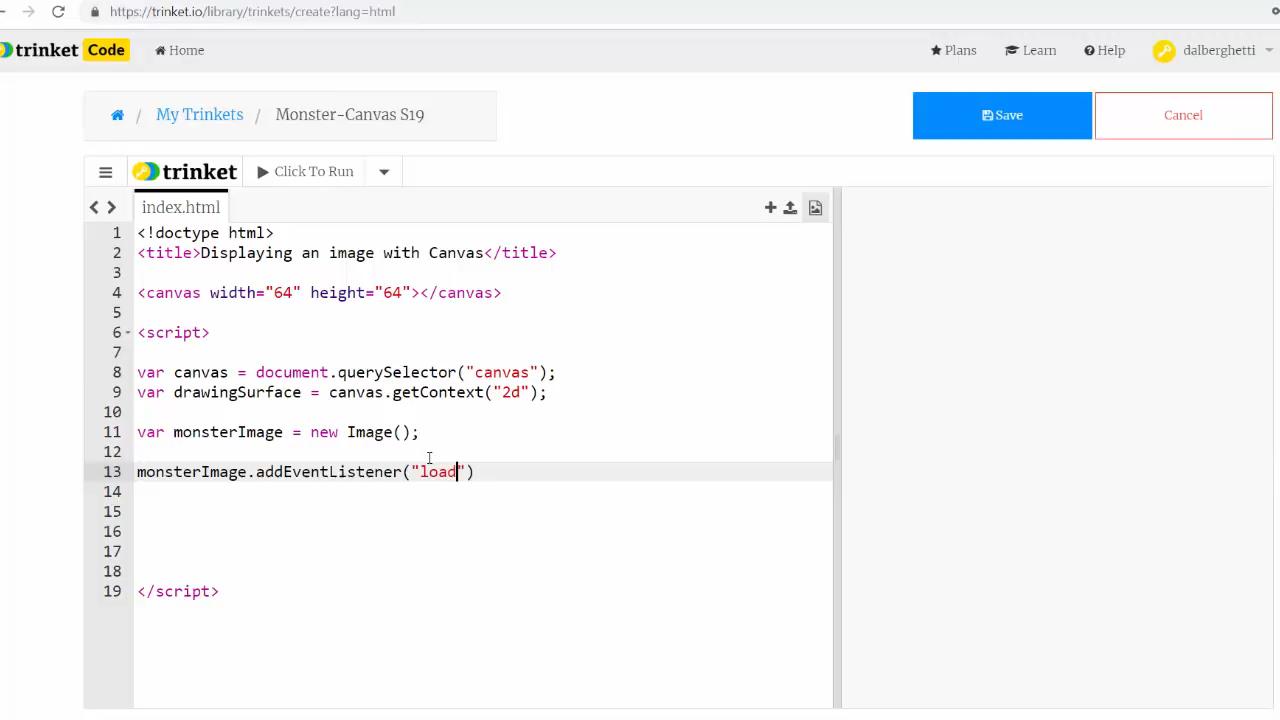 https://trinket.io/library/trinkets/create?lang=html
trinket Code Home Plans Learn Help dalberghetti
/ My Trinkets / Monster-Canvas S19 Save Cancel
trinket Click To Run
index.html
1 <!doctype html>
2 <title>Displaying an image with Canvas</title>
3
4 <canvas width="64" height="64"></canvas>
5
6 <script>
7
8 var canvas = document.querySelector("canvas");
9 var drawingSurface = canvas.getContext("2d");
10
11 var monsterImage = new Image();
12
13 monsterImage.addEventListener("load")
14
15
16
17
18
19 </script>